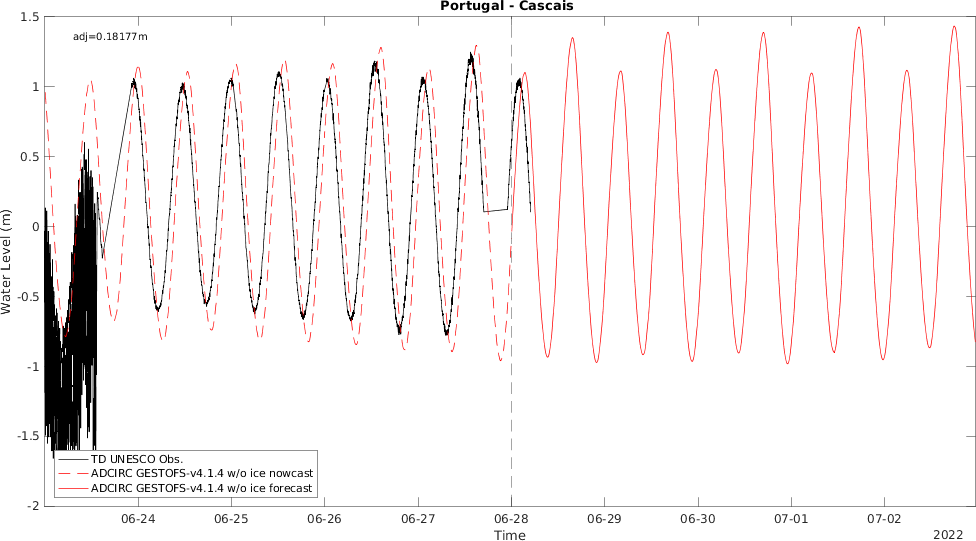 Portugal - Cascais
adj=0.18177m
1.5
1
0.5
0
-0.5
-1
-1.5
-2
Water Level (m)
TD UNESCO Obs.
ADCIRC GESTOFS-v4.1.4 w/o ice nowcast
ADCIRC GESTOFS-v4.1.4 w/o ice forecast
06-24 06-25 06-26 06-27 06-28 06-29 06-30 07-01 07-02
Time
2022